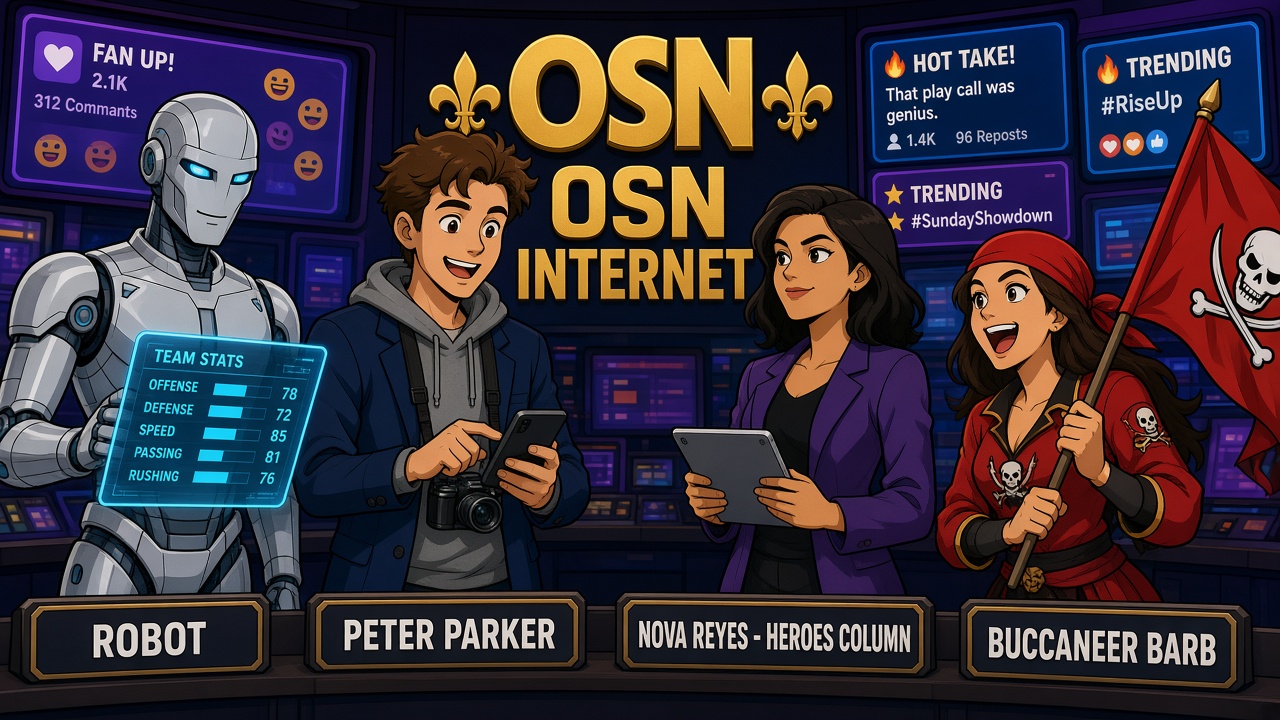 FAN UP!
2.1K
312 Commants
OSN
OSN
INTERNET
🔥 HOT TAKE!
That play call was
genius.
1.4K 96 Reposts
🔥 TRENDING
#RiseUp
TRENDING
#SundayShowdown
TEAM STATS
OFFENSE 78
DEFENSE 72
SPEED 85
PASSING 81
RUSHING 76
ROBOT
PETER PARKER
NOVA REYES - HEROES COLUMN
BUCCANEER BARB